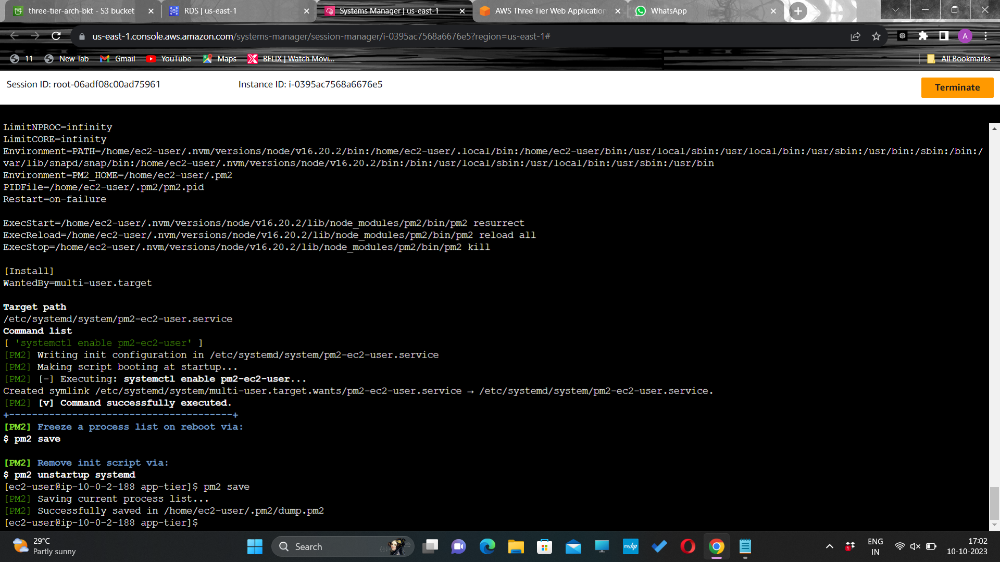 three-tier-arch-bkt - S3 bucket
RDS | us-east-1
Systems Manager | us-east-1
AWS Three Tier Web Application
WhatsApp
us-east-1.console.aws.amazon.com/systems-manager/session-manager/i-0395ac7568a6676e5?region=us-east-1#
A
11
New Tab
Gmail
YouTube
Maps
BFLIX | Watch Movi...
All Bookmarks
Session ID: root-06adf08c00ad75961
Instance ID: i-0395ac7568a6676e5
Terminate
LimitNPROC=infinity
LimitCORE=infinity
Environment=PATH=/home/ec2-user/.nvm/versions/node/v16.20.2/bin:/home/ec2-user/.local/bin:/home/ec2-user/bin:/usr/local/sbin:/usr/local/bin:/usr/sbin:/usr/bin:/sbin:/bin:/
var/lib/snapd/snap/bin:/home/ec2-user/.nvm/versions/node/v16.20.2/bin:/bin:/usr/local/sbin:/usr/local/bin:/usr/sbin:/usr/bin
Environment=PM2_HOME=/home/ec2-user/.pm2
PIDFile=/home/ec2-user/.pm2/pm2.pid
Restart=on-failure
ExecStart=/home/ec2-user/.nvm/versions/node/v16.20.2/lib/node_modules/pm2/bin/pm2 resurrect
ExecReload=/home/ec2-user/.nvm/versions/node/v16.20.2/lib/node_modules/pm2/bin/pm2 reload all
ExecStop=/home/ec2-user/.nvm/versions/node/v16.20.2/lib/node_modules/pm2/bin/pm2 kill
[Install]
WantedBy=multi-user.target
Target path
/etc/systemd/system/pm2-ec2-user.service
Command list
[ 'systemctl enable pm2-ec2-user' ]
[PM2] Writing init configuration in /etc/systemd/system/pm2-ec2-user.service
[PM2] Making script booting at startup...
[PM2] [-] Executing: systemctl enable pm2-ec2-user...
Created symlink /etc/systemd/system/multi-user.target.wants/pm2-ec2-user.service → /etc/systemd/system/pm2-ec2-user.service.
[PM2] [v] Command successfully executed.
+---------------------------------------+
[PM2] Freeze a process list on reboot via:
$ pm2 save
[PM2] Remove init script via:
$ pm2 unstartup systemd
[ec2-user@ip-10-0-2-188 app-tier]$ pm2 save
[PM2] Saving current process list...
[PM2] Successfully saved in /home/ec2-user/.pm2/dump.pm2
[ec2-user@ip-10-0-2-188 app-tier]$
29°C
Partly sunny
Search
myhp
1
ENG
IN
17:02
10-10-2023